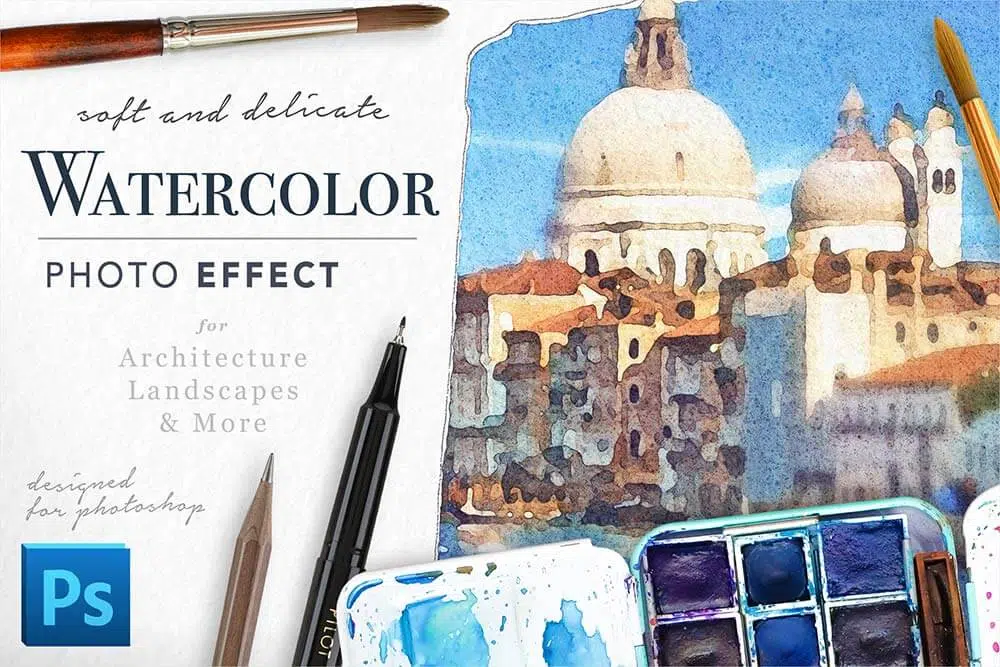 soft and delicate
WATERCOLOR
PHOTO EFFECT
for
Architecture
Landscapes
& More
designed
for photoshop
Ps
PILOT